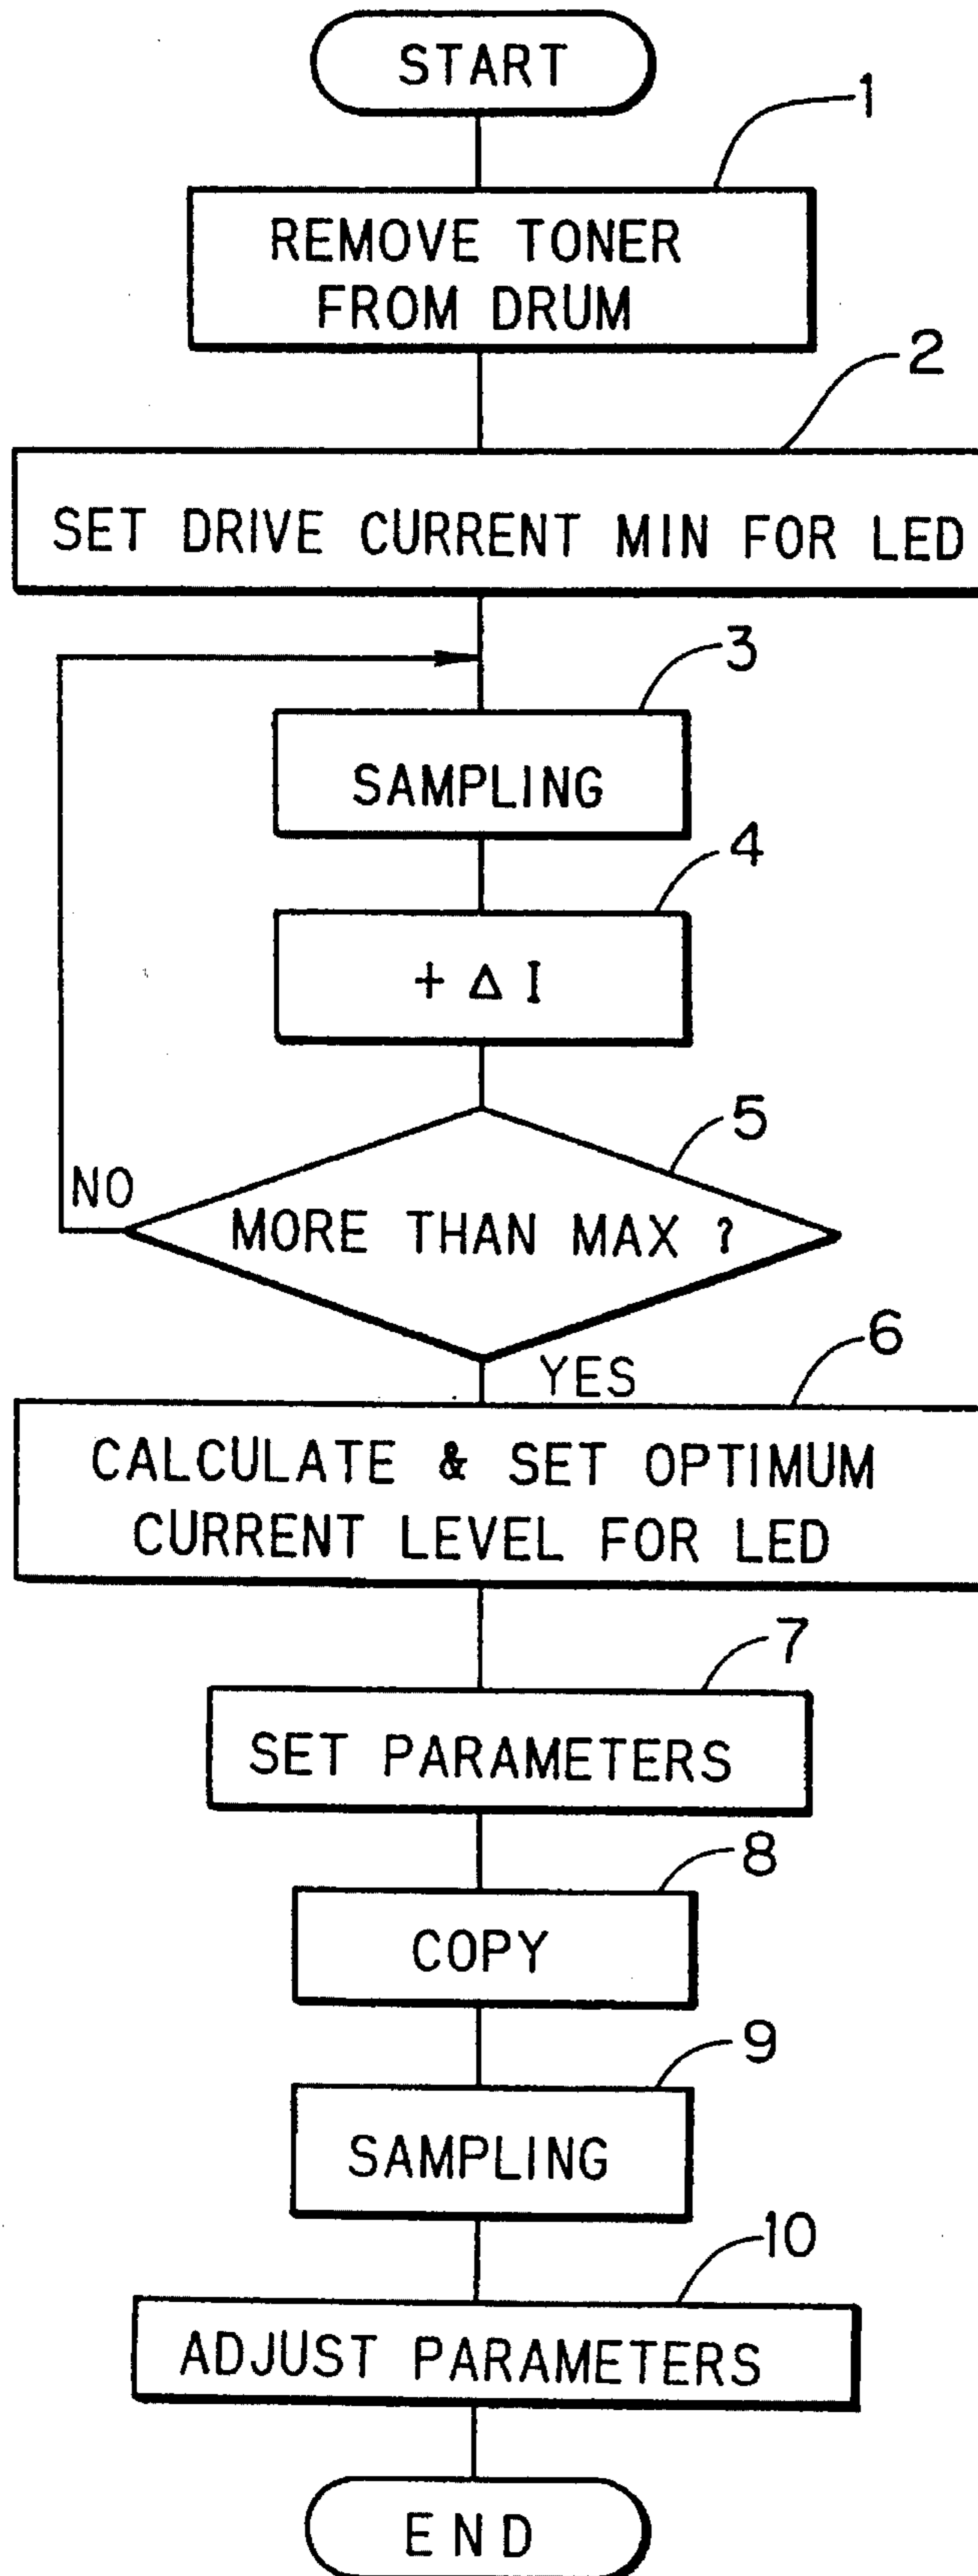 START
1
REMOVE TONER
FROM DRUM
2
SET DRIVE CURRENT MIN FOR LED
3
SAMPLING
4
+ Δ I
5
NO
MORE THAN MAX ?
YES
6
CALCULATE & SET OPTIMUM
CURRENT LEVEL FOR LED
7
SET PARAMETERS
8
COPY
9
SAMPLING
10
ADJUST PARAMETERS
END